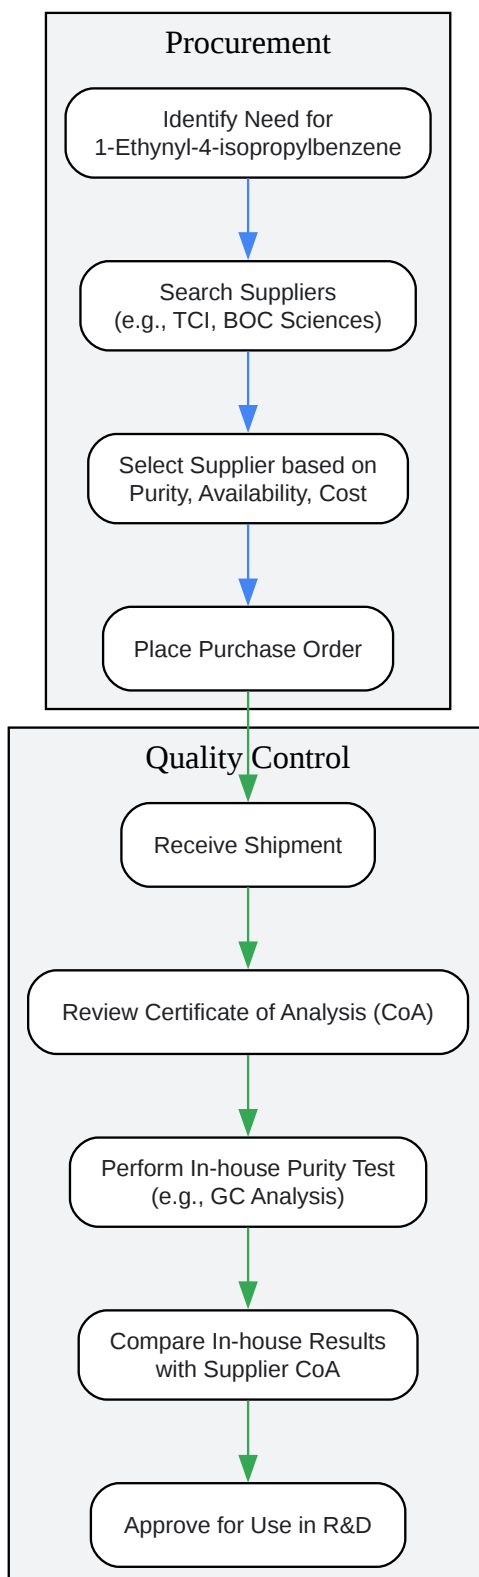 Procurement
Identify Need for
1-Ethynyl-4-isopropylbenzene
Search Suppliers
(e.g., TCI, BOC Sciences)
Select Supplier based on
Purity, Availability, Cost
Place Purchase Order
Quality Control
Receive Shipment
Review Certificate of Analysis (CoA)
Perform In-house Purity Test
(e.g., GC Analysis)
Compare In-house Results
with Supplier CoA
Approve for Use in R&D